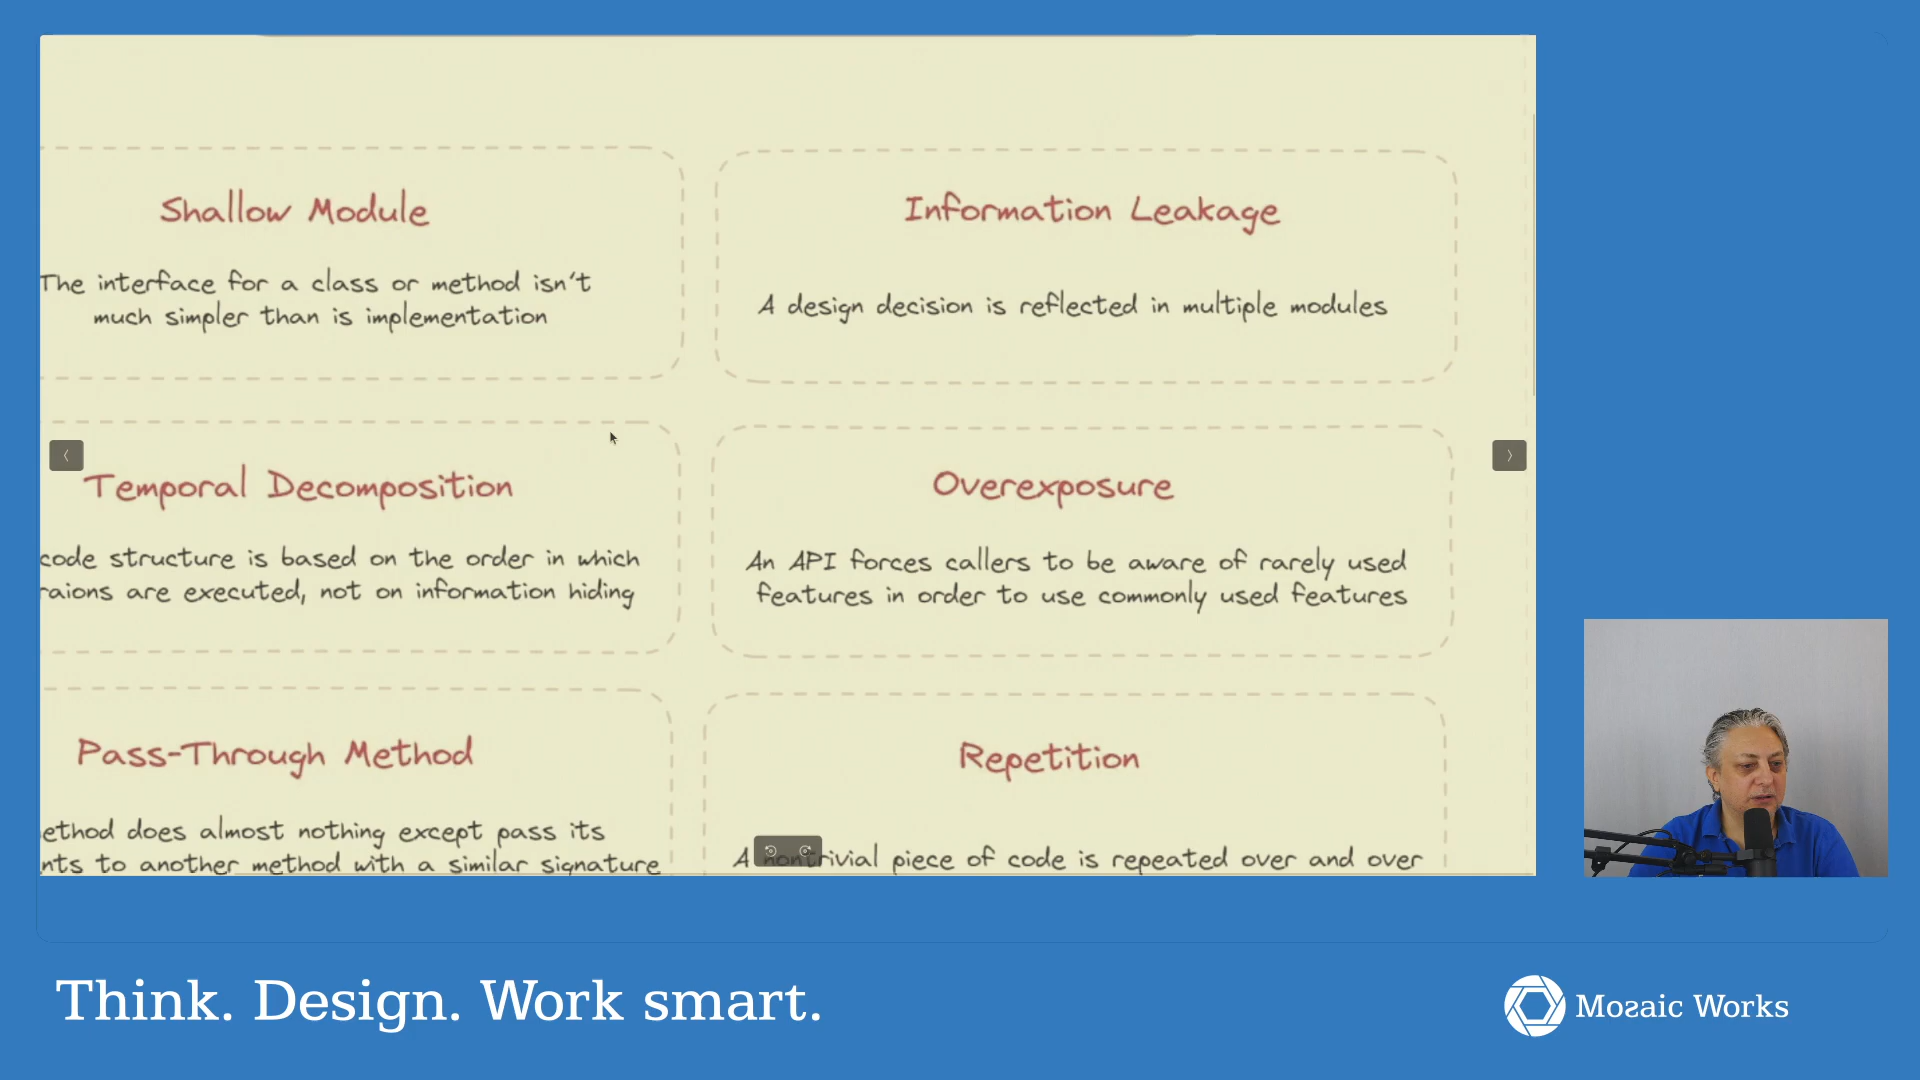 Shallow Module
The interface for a class or method isn't
much simpler than is implementation
Information Leakage
A design decision is reflected in multiple modules
Temporal Decomposition
code structure is based on the order in which
raions are executed, not on information hiding
Overexposure
An API forces callers to be aware of rarely used
features in order to use commonly used features
Pass-Through Method
ethod does almost nothing except pass its
nts to another method with a similar signature
Repetition
A nontrivial piece of code is repeated over and over
Think. Design. Work smart.
Mozaic Works